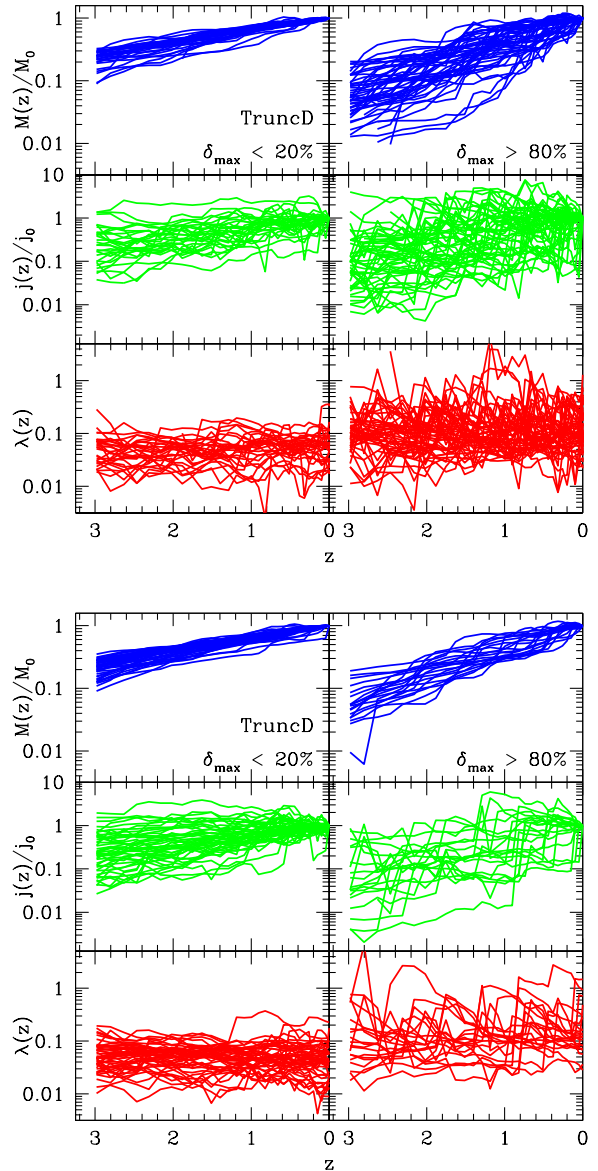 1
0.1
0.01
M(z)/M₀
TruncD
δmax < 20%
δmax > 80%
10
1
0.1
0.01
j(z)/j₀
1
0.1
0.01
λ(z)
3 2 1 0 3 2 1 0
z
1
0.1
0.01
M(z)/M₀
TruncD
δmax < 20%
δmax > 80%
10
1
0.1
0.01
j(z)/j₀
1
0.1
0.01
λ(z)
3 2 1 0 3 2 1 0
z